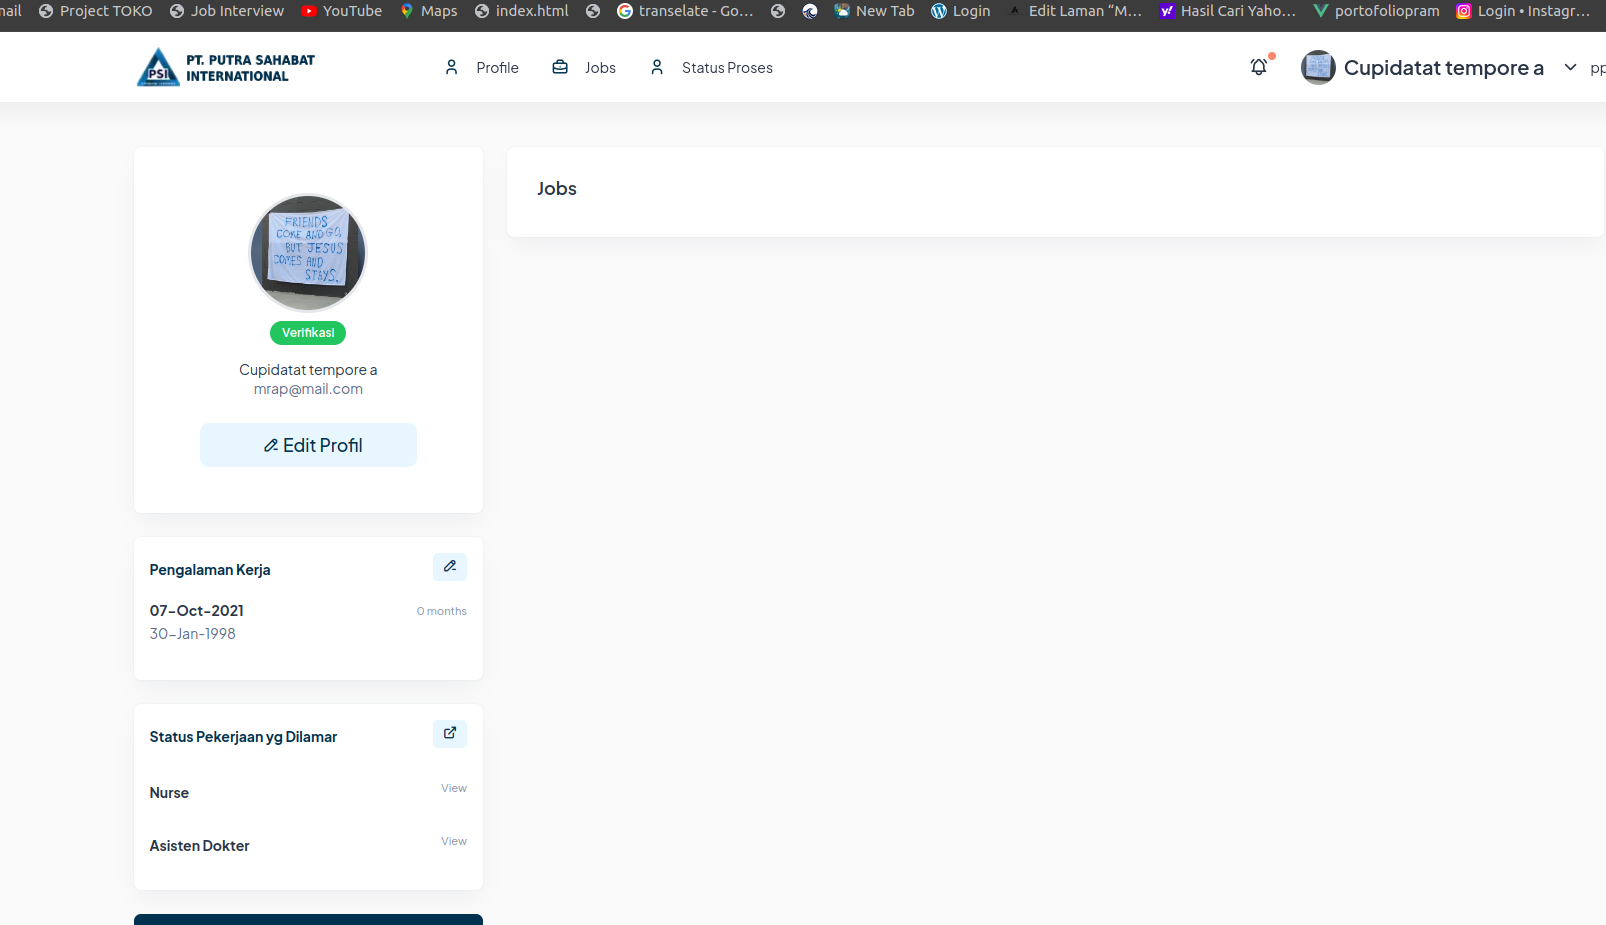 Project TOKO
Job Interview
YouTube
Maps
index.html
transelate - Go...
New Tab
Login
Edit Laman “M...
Hasil Cari Yaho...
portofoliopram
Login • Instagr...
PSI
PT. PUTRA SAHABAT
INTERNATIONAL
Profile
Jobs
Status Proses
Cupidatat tempore a
FRIENDS
COME AND GO,
BUT JESUS
COMES AND
STAYS.
Verifikasi
Cupidatat tempore a
mrap@mail.com
Edit Profil
Jobs
Pengalaman Kerja
07-Oct-2021
0 months
30-Jan-1998
Status Pekerjaan yg Dilamar
Nurse
View
Asisten Dokter
View